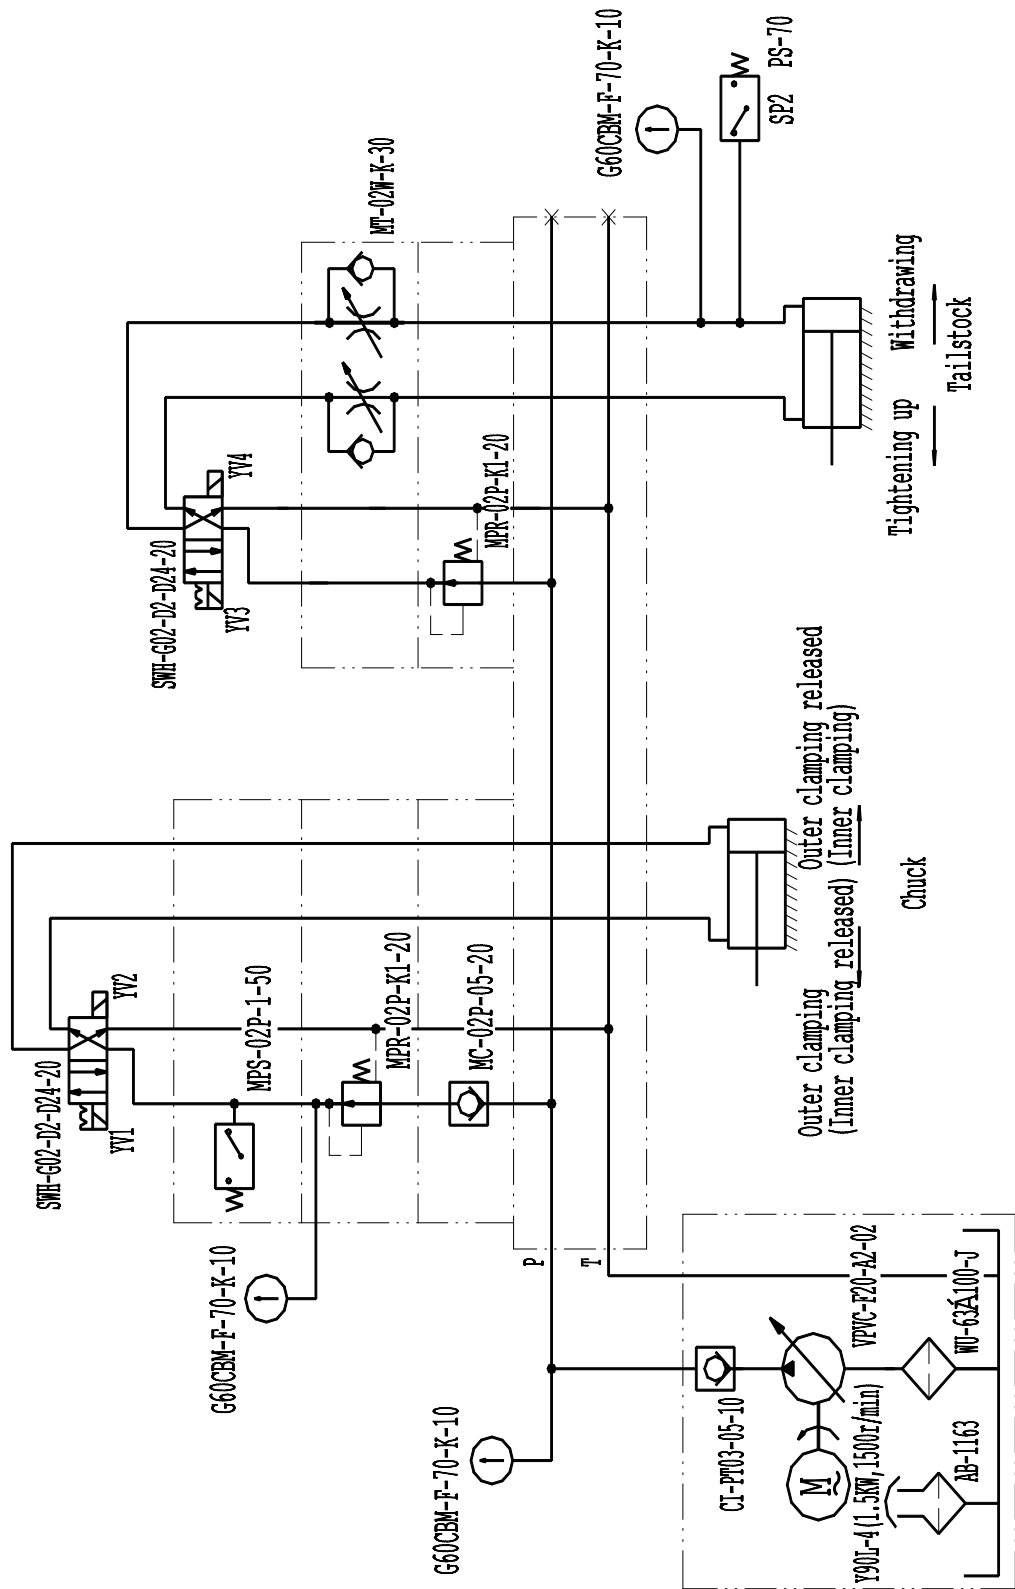 G60CBM-F-70-K-10
SP2 PS-70
MT-02W-K-30
Withdrawing
Tailstock
Tightening up
YV4
SWH-G02-D2-D24-20
YV3
MPR-02P-K1-20
Outer clamping released
(Inner clamping)
Chuck
Outer clamping
(Inner clamping released)
YV2
SWH-G02-D2-D24-20
YV1
MPS-02P-1-50
MPR-02P-K1-20
MC-02P-05-20
G60CBM-F-70-K-10
P
T
G60CBM-F-70-K-10
CI-PT03-05-10
VPVC-F20-A2-02
WU-63Á100-J
M
Y90L-4(1.5KW,1500r/min)
AB-1163